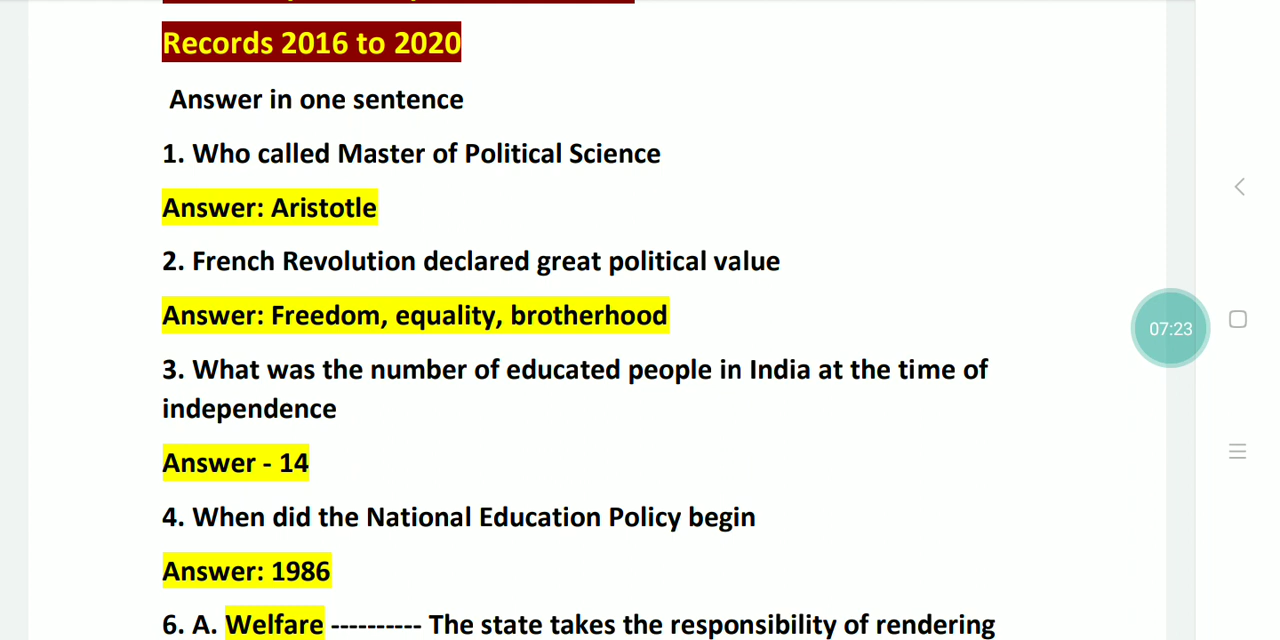 Records 2016 to 2020
Answer in one sentence
1. Who called Master of Political Science
Answer: Aristotle
2. French Revolution declared great political value
Answer: Freedom, equality, brotherhood
3. What was the number of educated people in India at the time of
independence
Answer - 14
4. When did the National Education Policy begin
Answer: 1986
6. A. Welfare ---------- The state takes the responsibility of rendering
07:23